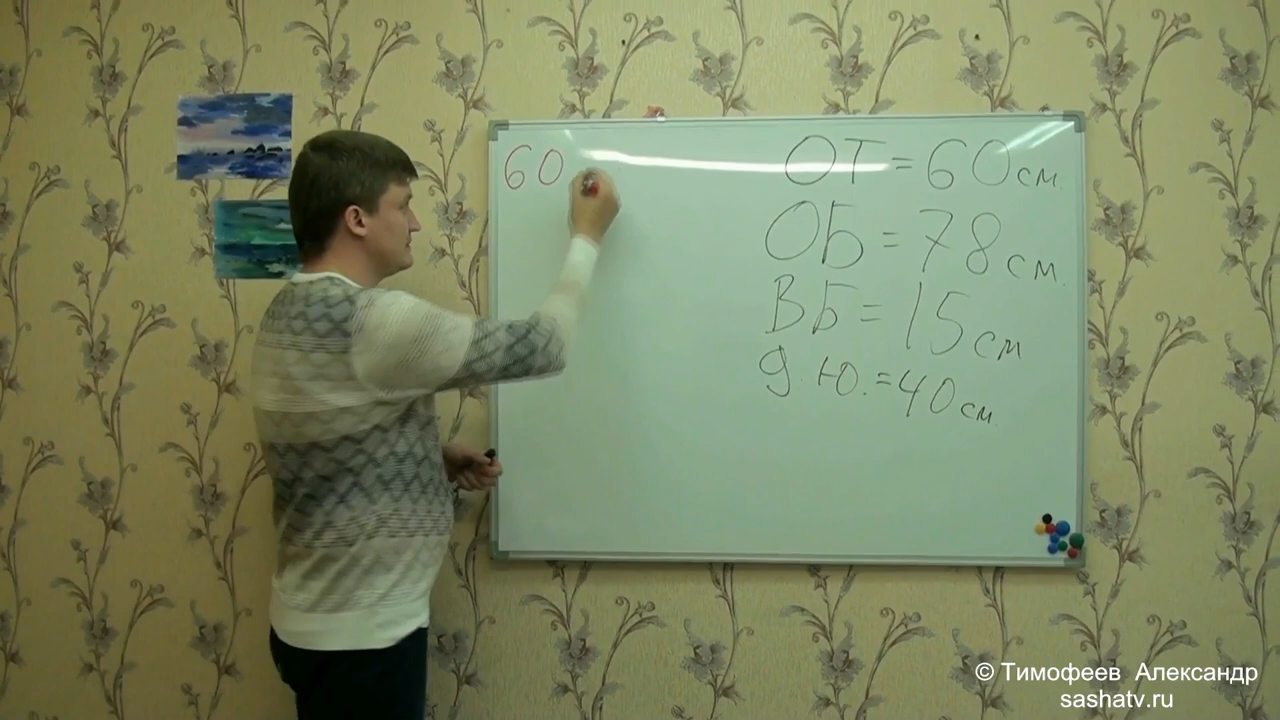 60
ОТ = 60 см.
ОБ = 78 см.
ВБ = 15 см
д.ю. = 40 см.
© Тимофеев Александр
sashatv.ru